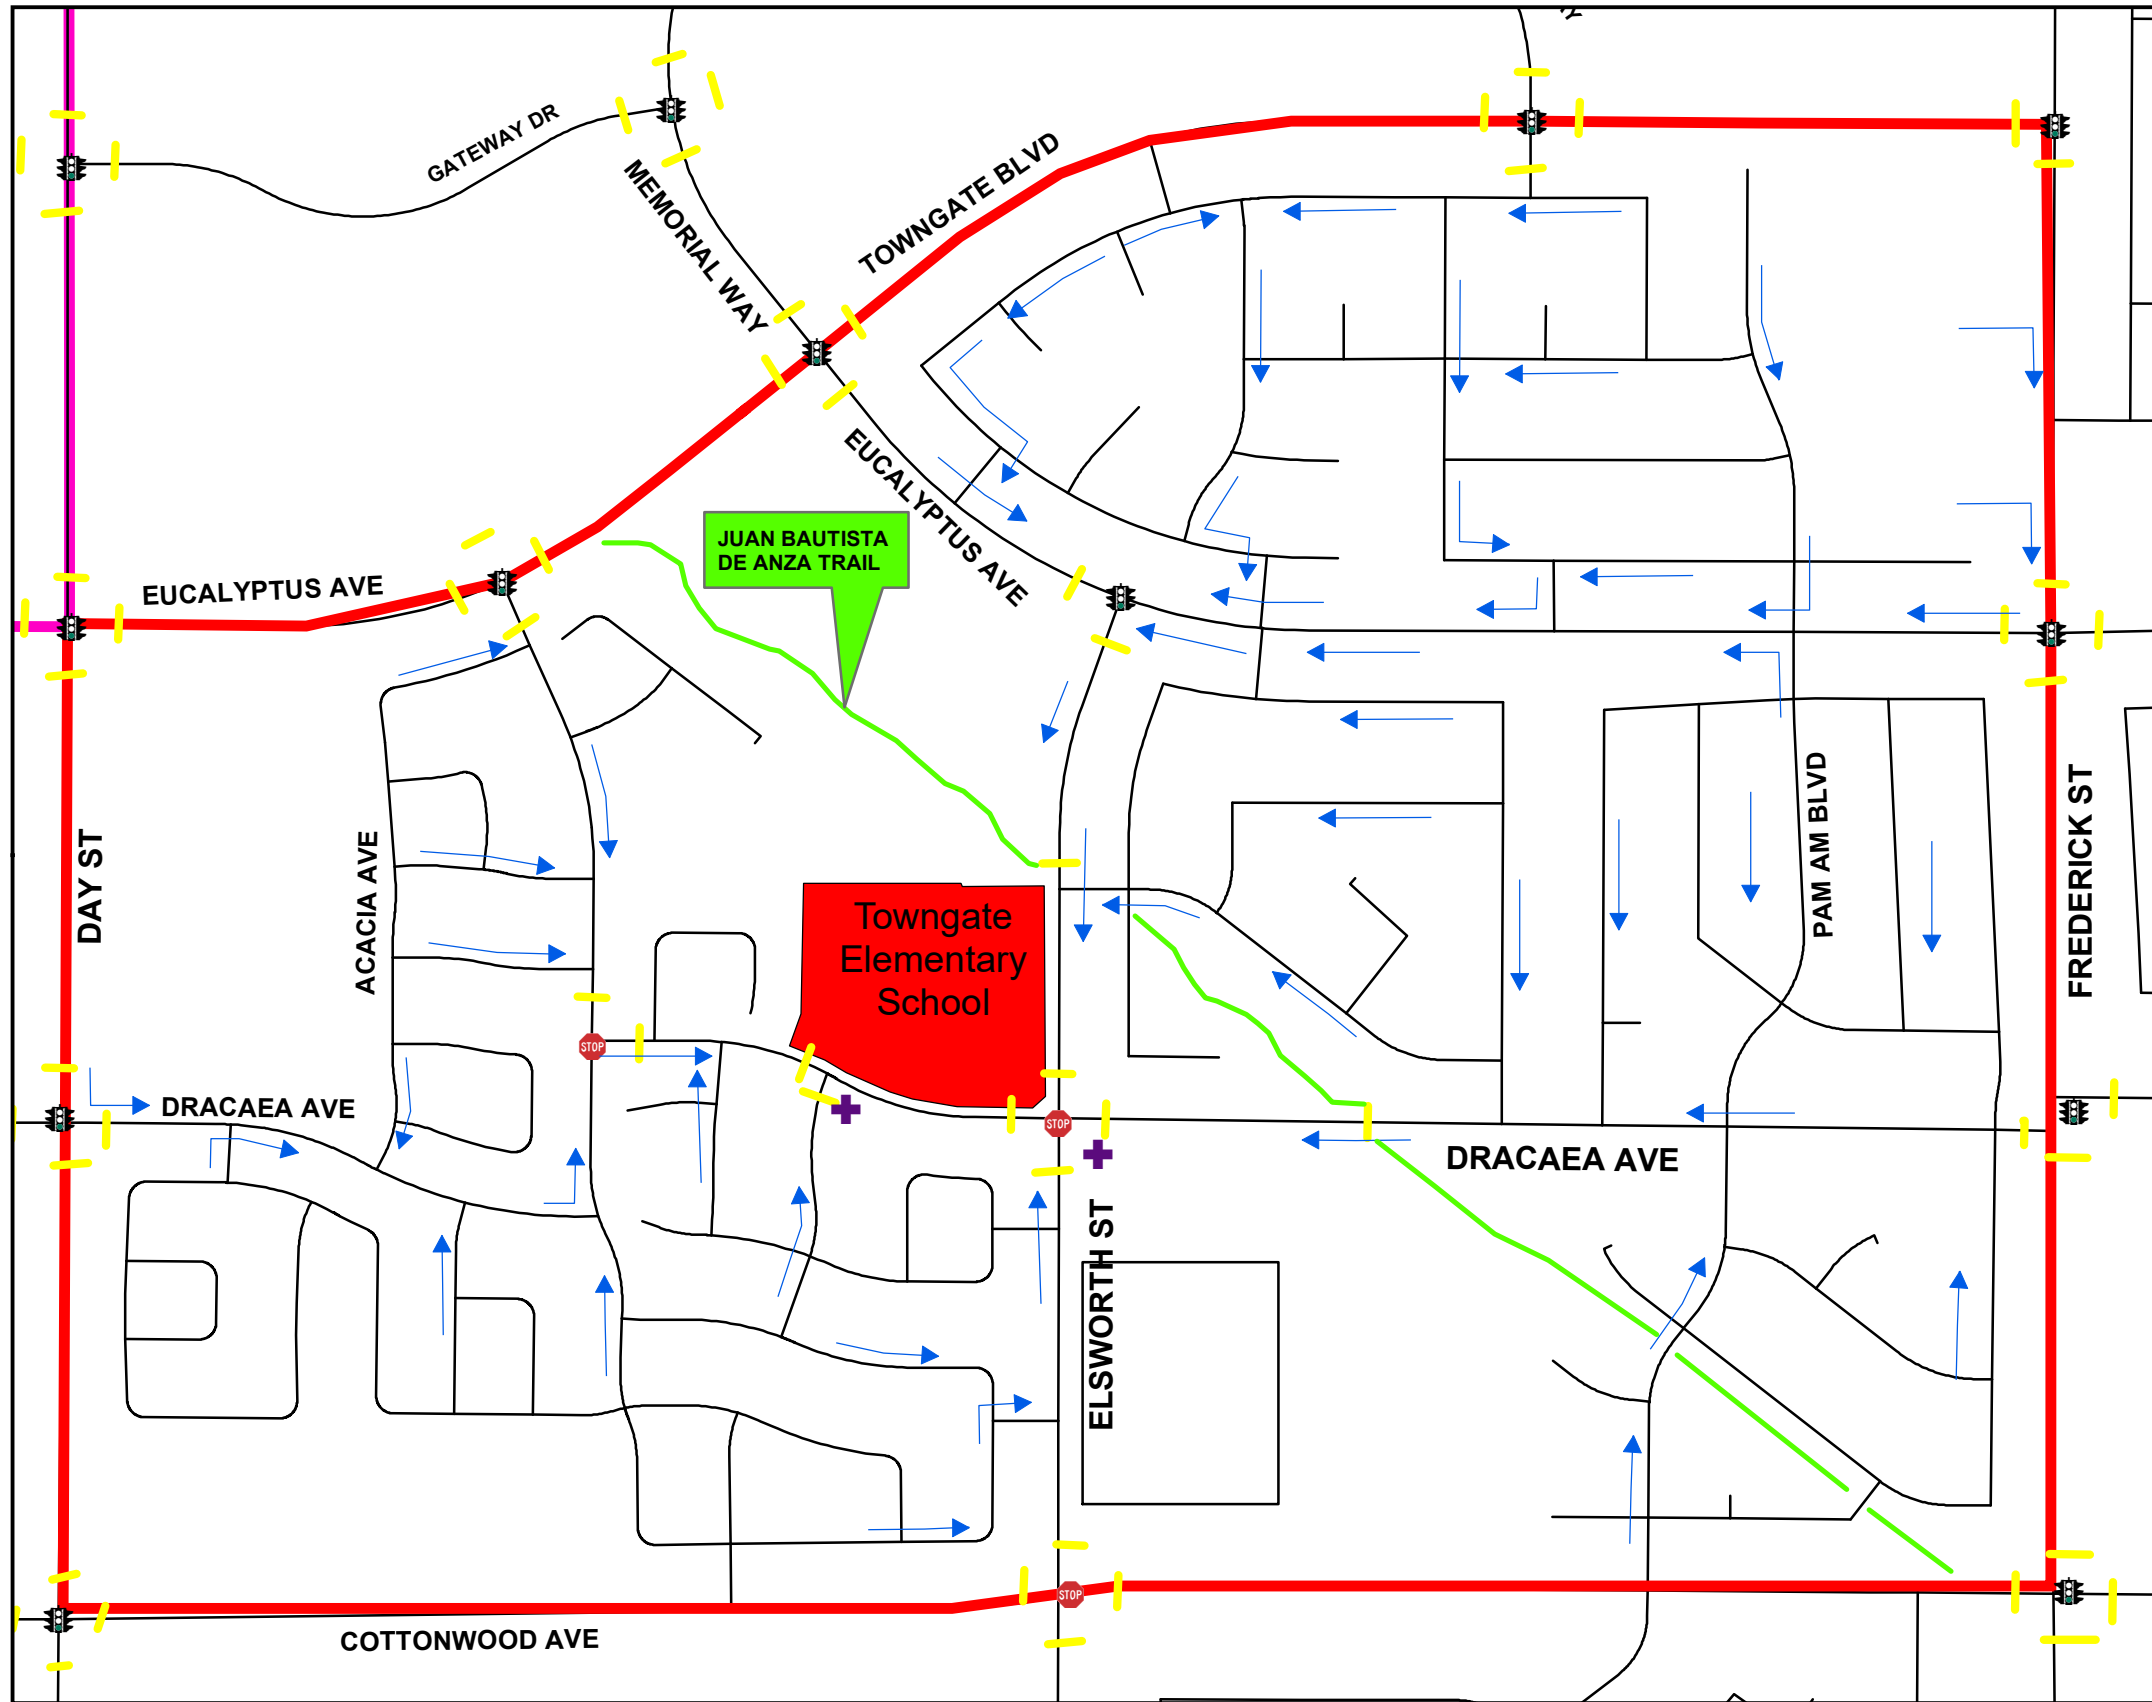 GATEWAY DR
MEMORIAL WAY
TOWNGATE BLVD
EUCALYPTUS AVE
JUAN BAUTISTA
DE ANZA TRAIL
EUCALYPTUS AVE
DAY ST
ACACIA AVE
Towngate
Elementary
School
PAM AM BLVD
FREDERICK ST
STOP
DRACAEA AVE
STOP
DRACAEA AVE
ELSWORTH ST
STOP
COTTONWOOD AVE